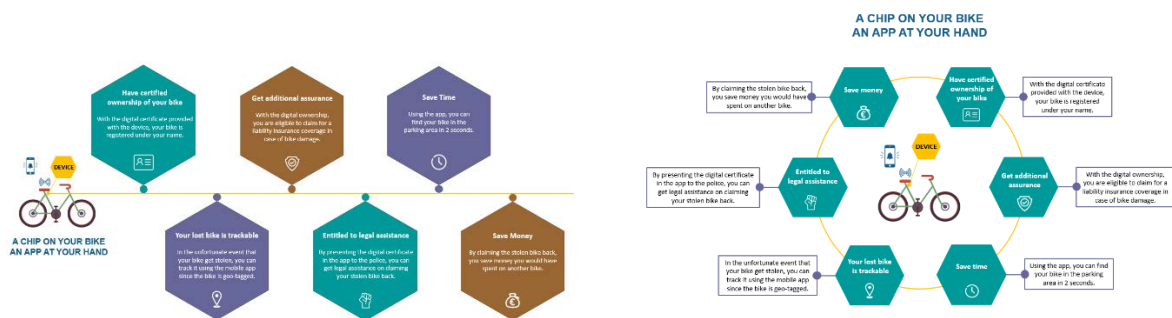 Have certified
ownership of your bike
With the digital certificate provided
with the device, your bike is
registered under your name.
Get additional assurance
With the digital ownership,
you are eligible to claim for a
liability insurance coverage in
case of bike damage.
Save Time
Using the app, you can
find your bike in the
parking area in 2 seconds.
DEVICE
A CHIP ON YOUR BIKE
AN APP AT YOUR HAND
Your lost bike is trackable
In the unfortunate event that
your bike get stolen, you can
track it using the mobile app
since the bike is geo-tagged.
Entitled to legal assistance
By presenting the digital certificate
in the app to the police, you can
get legal assistance on claiming
your stolen bike back.
Save Money
By claiming the stolen bike back,
you save money you would have
spent on another bike.
A CHIP ON YOUR BIKE
AN APP AT YOUR HAND
By claiming the stolen bike back,
you save money you would have
spent on another bike.
Save money
Have certified
ownership
of your bike
With the digital certificate
provided with the device,
your bike is registered
under your name.
DEVICE
By presenting the digital certificate
in the app to the police, you can
get legal assistance on claiming
your stolen bike back.
Entitled to
legal assistance
Get additional
assurance
With the digital ownership,
you are eligible to claim for a
liability insurance coverage in
case of bike damage.
In the unfortunate event that
your bike get stolen, you can
track it using the mobile app
since the bike is geo-tagged.
Your lost bike
is trackable
Save time
Using the app, you can find
your bike in the parking
area in 2 seconds.